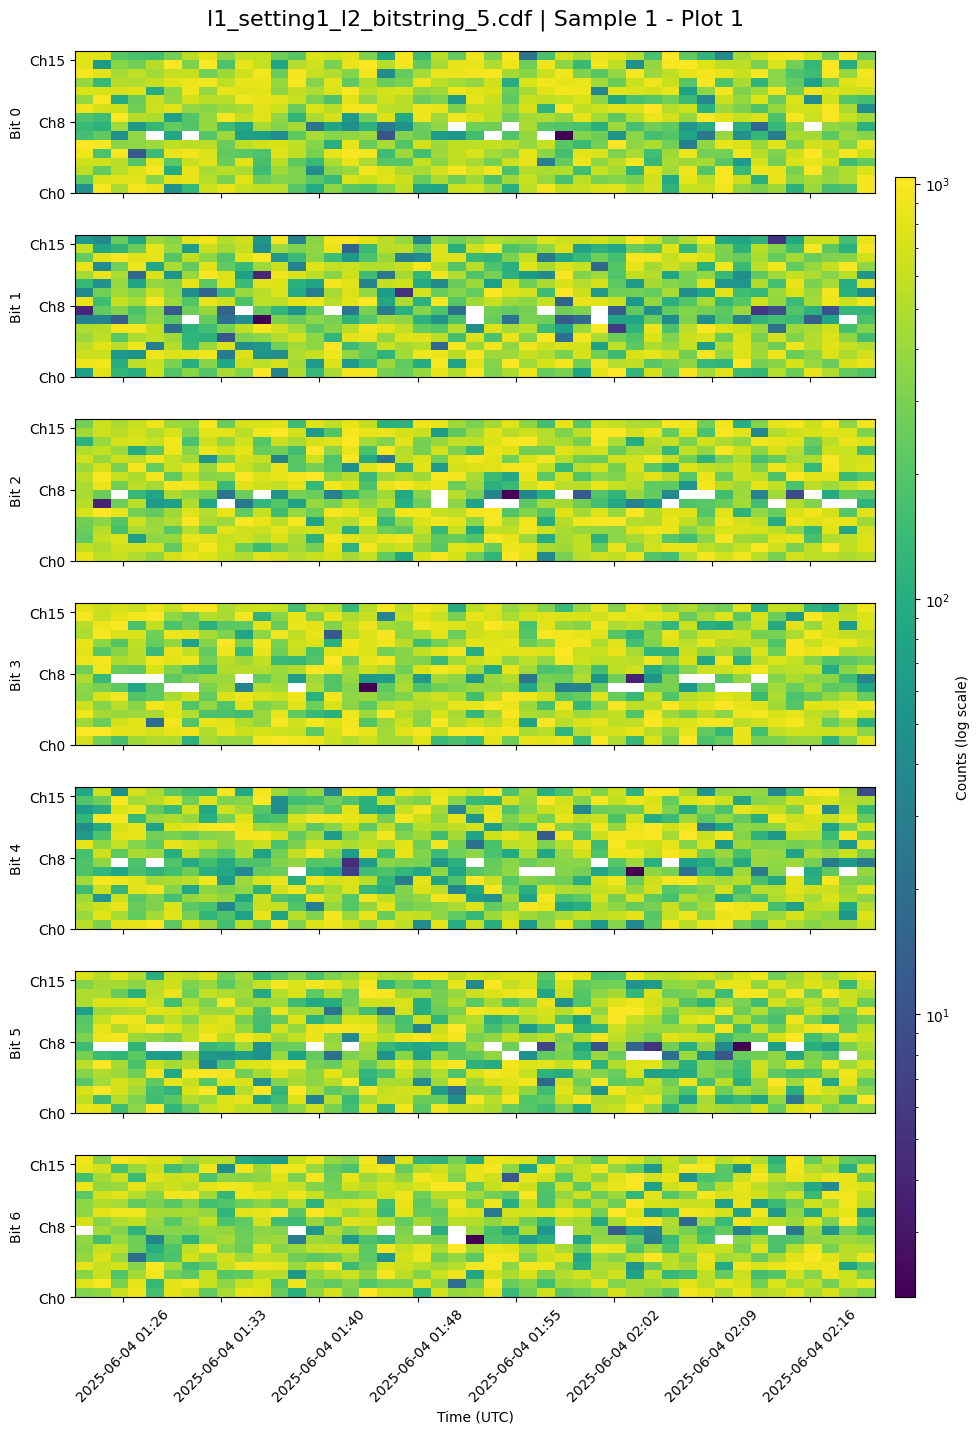 l1_setting1_l2_bitstring_5.cdf | Sample 1 - Plot 1
Bit 0
Ch15
Ch8
Ch0
Bit 1
Ch15
Ch8
Ch0
Bit 2
Ch15
Ch8
Ch0
Bit 3
Ch15
Ch8
Ch0
Bit 4
Ch15
Ch8
Ch0
Bit 5
Ch15
Ch8
Ch0
Bit 6
Ch15
Ch8
Ch0
2025-06-04 01:26
2025-06-04 01:33
2025-06-04 01:40
2025-06-04 01:48
2025-06-04 01:55
2025-06-04 02:02
2025-06-04 02:09
2025-06-04 02:16
Time (UTC)
10³
10²
10¹
Counts (log scale)